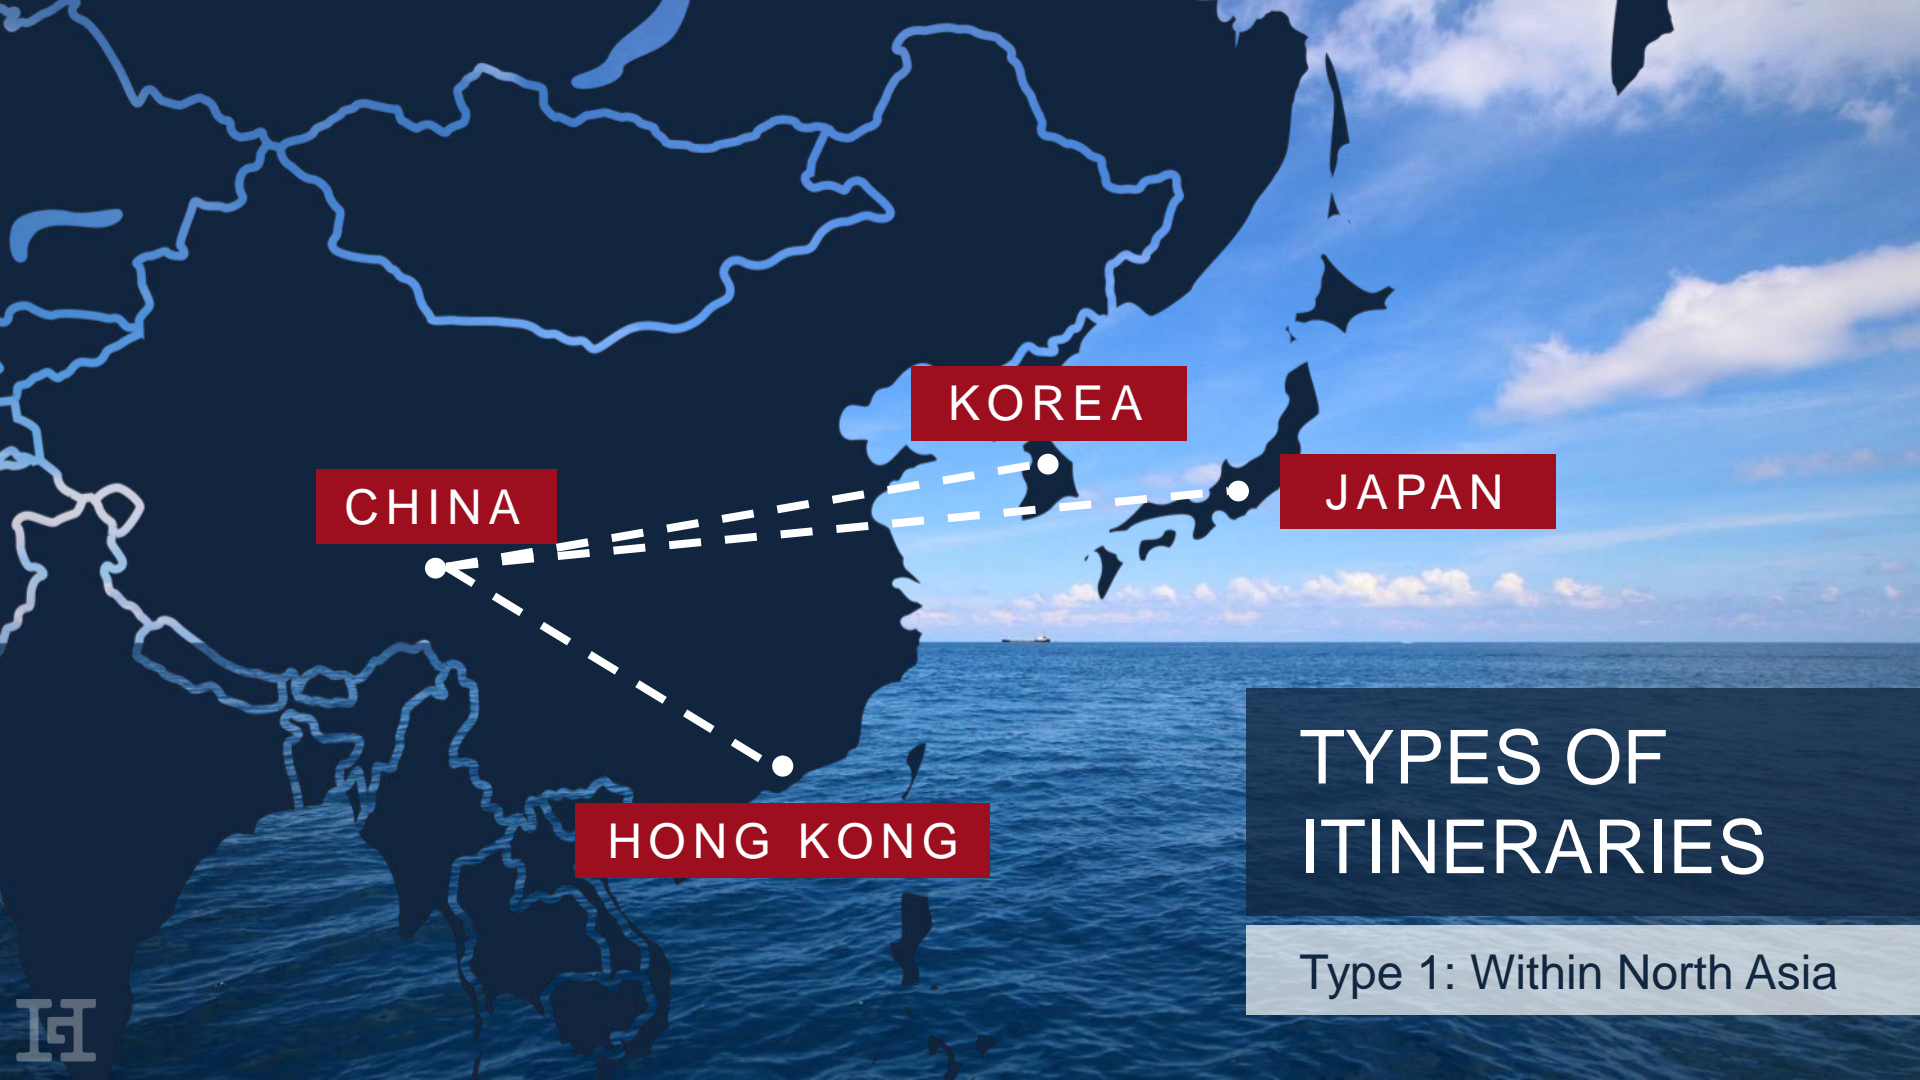 KOREA
JAPAN
CHINA
HONG KONG
TYPES OF
ITINERARIES
Type 1: Within North Asia